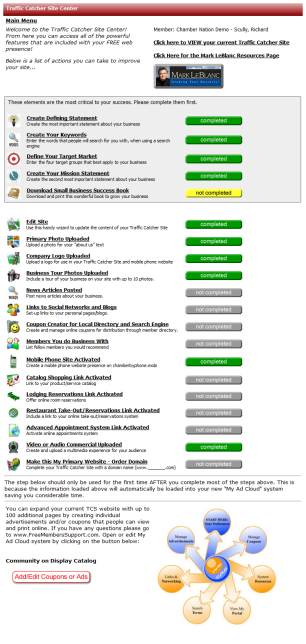 Traffic Catcher Site Center
Main Menu
Welcome to the Traffic Catcher Site Center!
From here you can access all of the powerful
features that are included with your FREE web
presence!
Below is a list of actions you can take to improve
your site...
Member: Chamber Nation Demo - Scully, Richard
Click here to VIEW your current Traffic Catcher Site
Click Here for the Mark LeBlanc Resources Page
MARK LEBLANC
These elements are the most critical to your success. Please complete them first.
Create Defining Statement
Create the most important statement about your business
completed
Create Your Keywords
Enter the words that people will search for you with, when using a search
engine
completed
Define Your Target Market
Enter the four target groups that best apply to your business
completed
Create Your Mission Statement
Create the second most important statement about your business
completed
Download Small Business Success Book
Download and print this wonderful book to grow your business
not completed
Edit Site
Use this handy wizard to update the content of your Traffic Catcher Site
completed
Primary Photo Uploaded
Upload a photo for your "about us" text
completed
Company Logo Uploaded
Upload a logo for use in your Traffic Catcher Site and mobile phone website
completed
Business Tour Photos Uploaded
Include a tour of your business on your site with up to 10 photos.
completed
News Articles Posted
Post news articles about your business.
not completed
Links to Social Networks and Blogs
Set-up links to your personal pages/blogs.
not completed
Coupon Creator for Local Directory and Search Engine
Create and manage online coupons for distribution through member directory.
not completed
Members You do Business With
List fellow members you would recommend
not completed
Mobile Phone Site Activated
Create a mobile phone website presence on chamberbyphone.mobi
completed
Catalog Shopping Link Activated
Link to your product/service catalog
not completed
Lodging Reservations Link Activated
Offer online room reservations
not completed
Restaurant Take-Out/Reservations Link Activated
Include a link to your online take-out/reservations system
not completed
Advanced Appointment System Link Activated
Activate online appointments system
not completed
Video or Audio Commercial Uploaded
Create and upload a multimedia experience for your audience
completed
Make this My Primary Website - Order Domain
Complete your Traffic Catcher Site with a domain name (www.________.com)
not completed
The step below should only be used for the first time AFTER you complete most of the steps above. This is
because the information loaded above will automatically be loaded into your new "My Ad Cloud" system
saving you considerable time.
You can expand your current TCS website with up to
100 additional pages by creating individual
advertisements and/or coupons that people can view
and print online. If you have any questions please go
to www.FreeMembersSupport.com. Open or edit My
Ad Cloud system by clicking on the button below:
Community on Display Catalog
Add/Edit Coupons or Ads
START HERE
Manage
Advertisements
Manage
Coupons
Links &
Networking
System
Resources
Search
Terms
View My
Portal